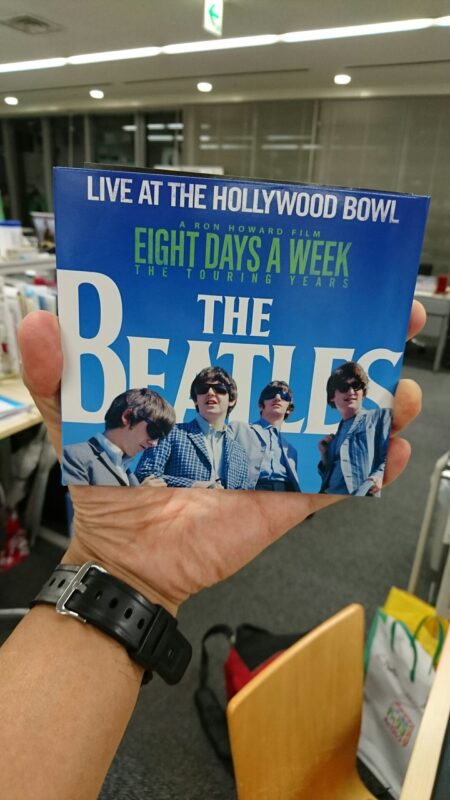 LIVE AT THE HOLLYWOOD BOWL
A RON HOWARD FILM
EIGHT DAYS A WEEK
THE TOURING YEARS
THE
BEATLES